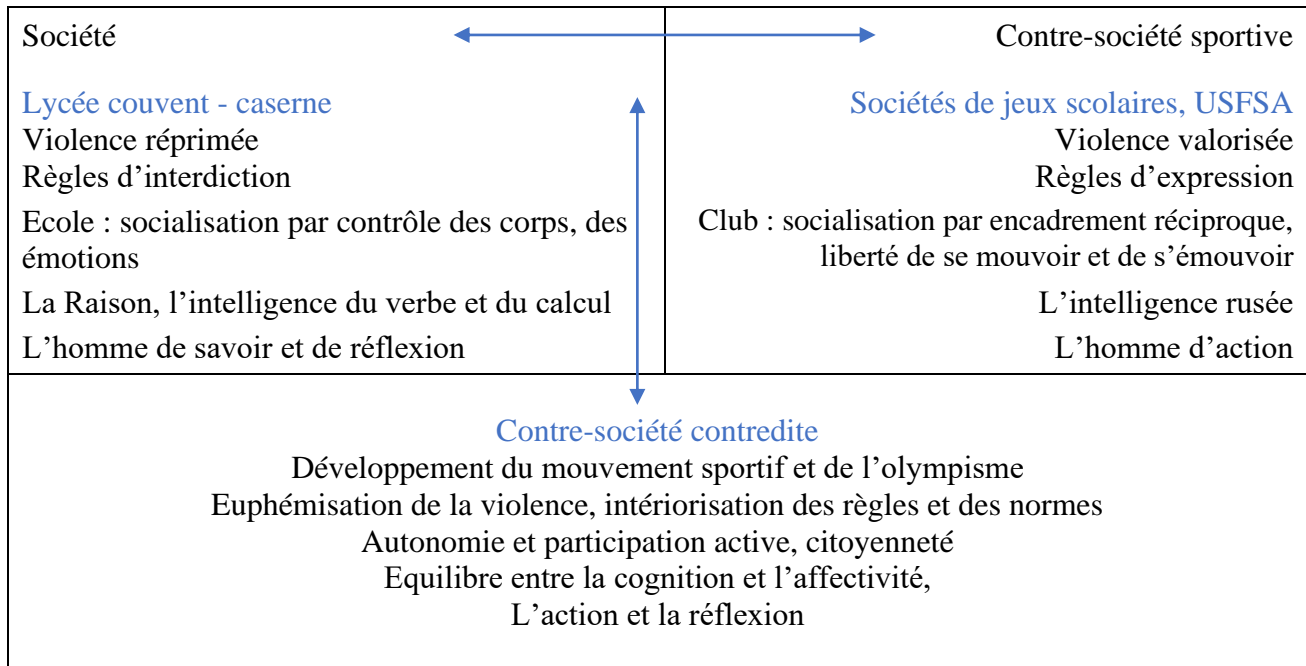 Société
Lycée couvent - caserne
Violence réprimée
Règles d’interdiction
Ecole : socialisation par contrôle des corps, des
émotions
La Raison, l’intelligence du verbe et du calcul
L’homme de savoir et de réflexion
Contre-société sportive
Sociétés de jeux scolaires, USFSA
Violence valorisée
Règles d’expression
Club : socialisation par encadrement réciproque,
liberté de se mouvoir et de s’émouvoir
L’intelligence rusée
L’homme d’action
Contre-société contredite
Développement du mouvement sportif et de l’olympisme
Euphémisation de la violence, intériorisation des règles et des normes
Autonomie et participation active, citoyenneté
Equilibre entre la cognition et l’affectivité,
L’action et la réflexion